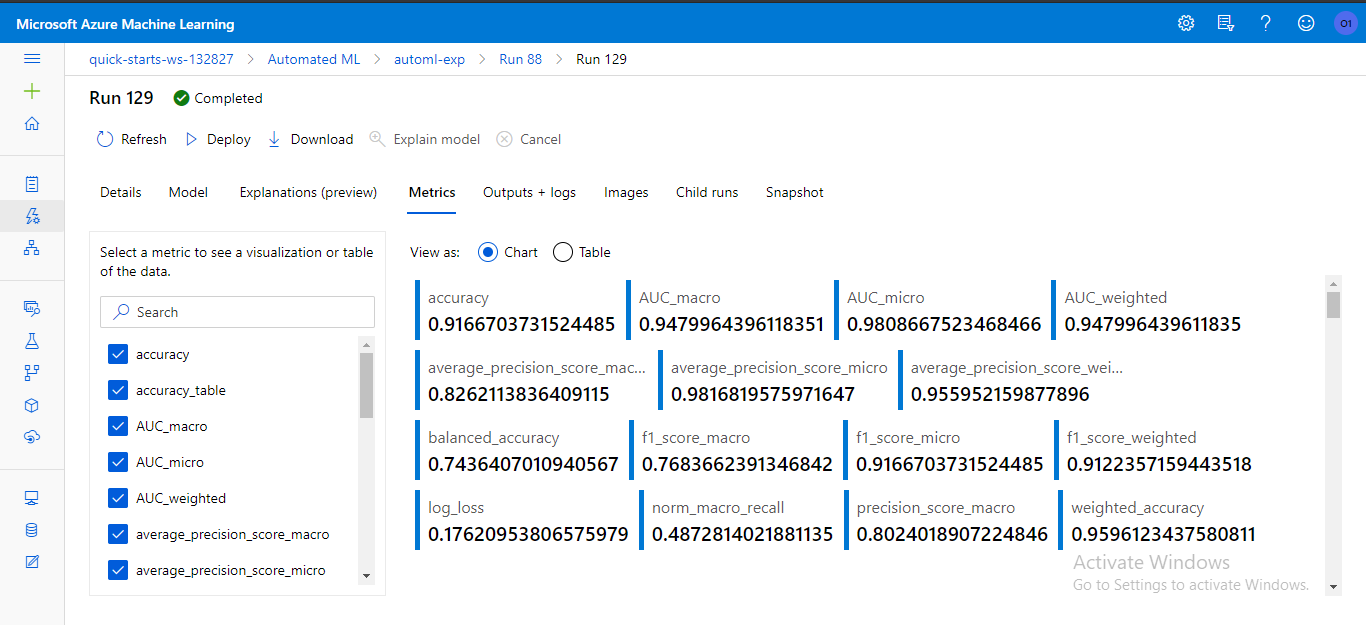 Microsoft Azure Machine Learning
O1
quick-starts-ws-132827 > Automated ML > automl-exp > Run 88 > Run 129
Run 129 Completed
Refresh Deploy Download Explain model Cancel
Details Model Explanations (preview) Metrics Outputs + logs Images Child runs Snapshot
Select a metric to see a visualization or table
of the data.
Search
accuracy
accuracy_table
AUC_macro
AUC_micro
AUC_weighted
average_precision_score_macro
average_precision_score_micro
View as: Chart Table
accuracy AUC_macro AUC_micro AUC_weighted
0.9166703731524485 0.9479964396118351 0.9808667523468466 0.947996439611835
average_precision_score_mac... average_precision_score_micro average_precision_score_wei...
0.8262113836409115 0.9816819575971647 0.955952159877896
balanced_accuracy f1_score_macro f1_score_micro f1_score_weighted
0.7436407010940567 0.7683662391346842 0.9166703731524485 0.9122357159443518
log_loss norm_macro_recall precision_score_macro weighted_accuracy
0.17620953806575979 0.4872814021881135 0.8024018907224846 0.9596123437580811
Activate Windows
Go to Settings to activate Windows.